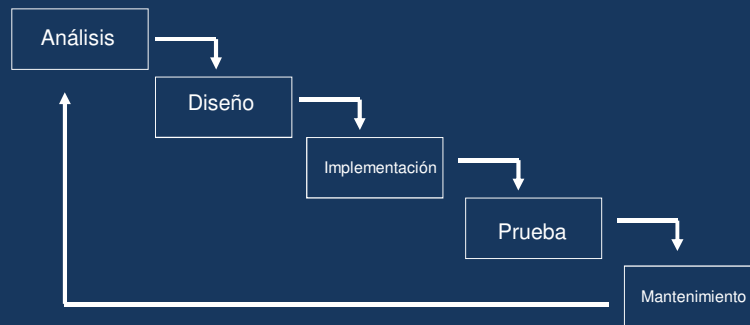 Análisis
Diseño
Implementación
Prueba
Mantenimiento